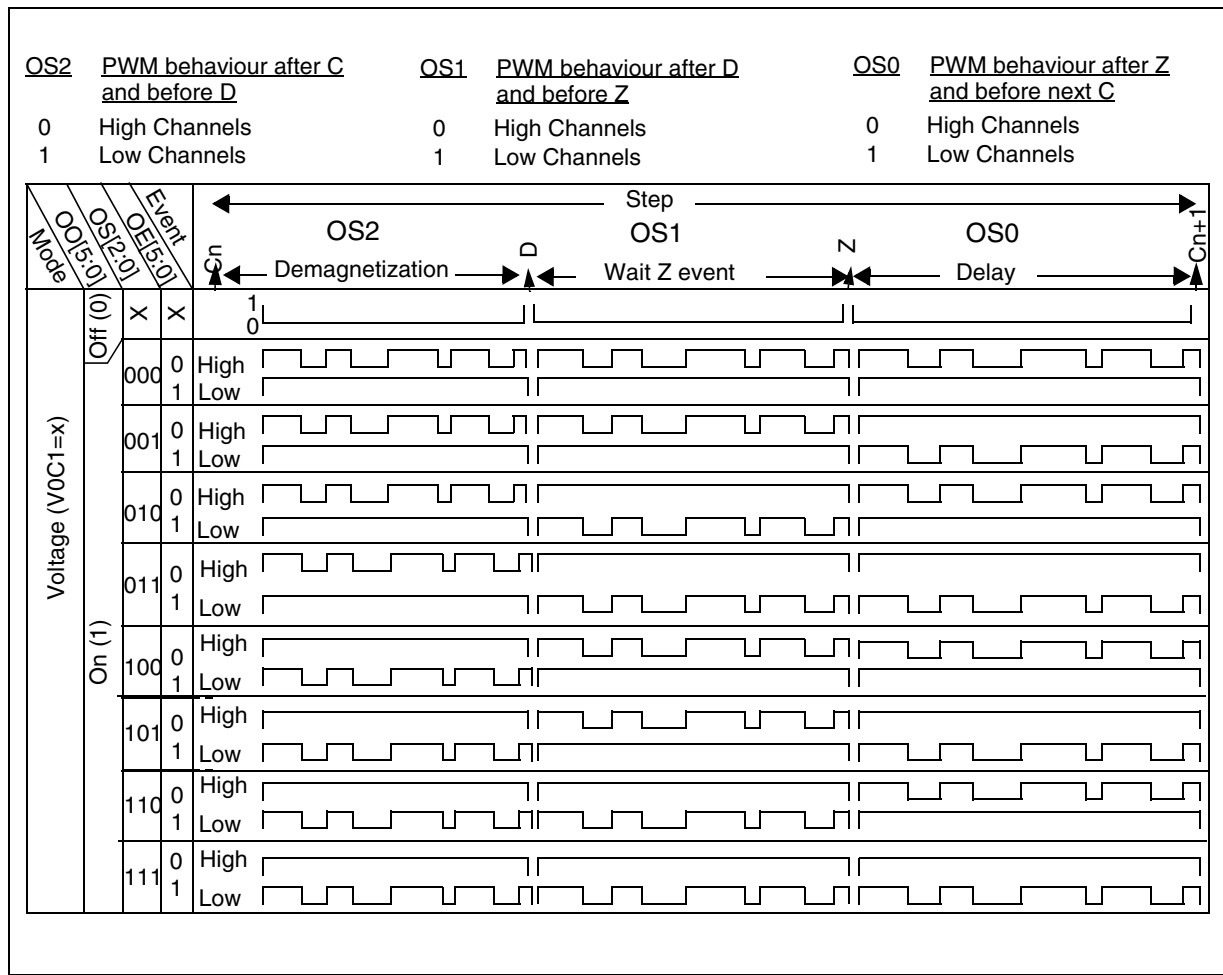 OS2 PWM behaviour after C and before D
0 High Channels
1 Low Channels
OS1 PWM behaviour after D and before Z
0 High Channels
1 Low Channels
OS0 PWM behaviour after Z and before next C
0 High Channels
1 Low Channels
Mode
OO[5:0]
OS[2:0]
OE[5:0]
Event
Step
Cn
OS2
D
OS1
Z
OS0
Cn+1
Demagnetization
Wait Z event
Delay
Voltage (V0C1=x)
Off (0)
X
X
1
0
On (1)
000
0 High
1 Low
001
0 High
1 Low
010
0 High
1 Low
011
0 High
1 Low
100
0 High
1 Low
101
0 High
1 Low
110
0 High
1 Low
111
0 High
1 Low